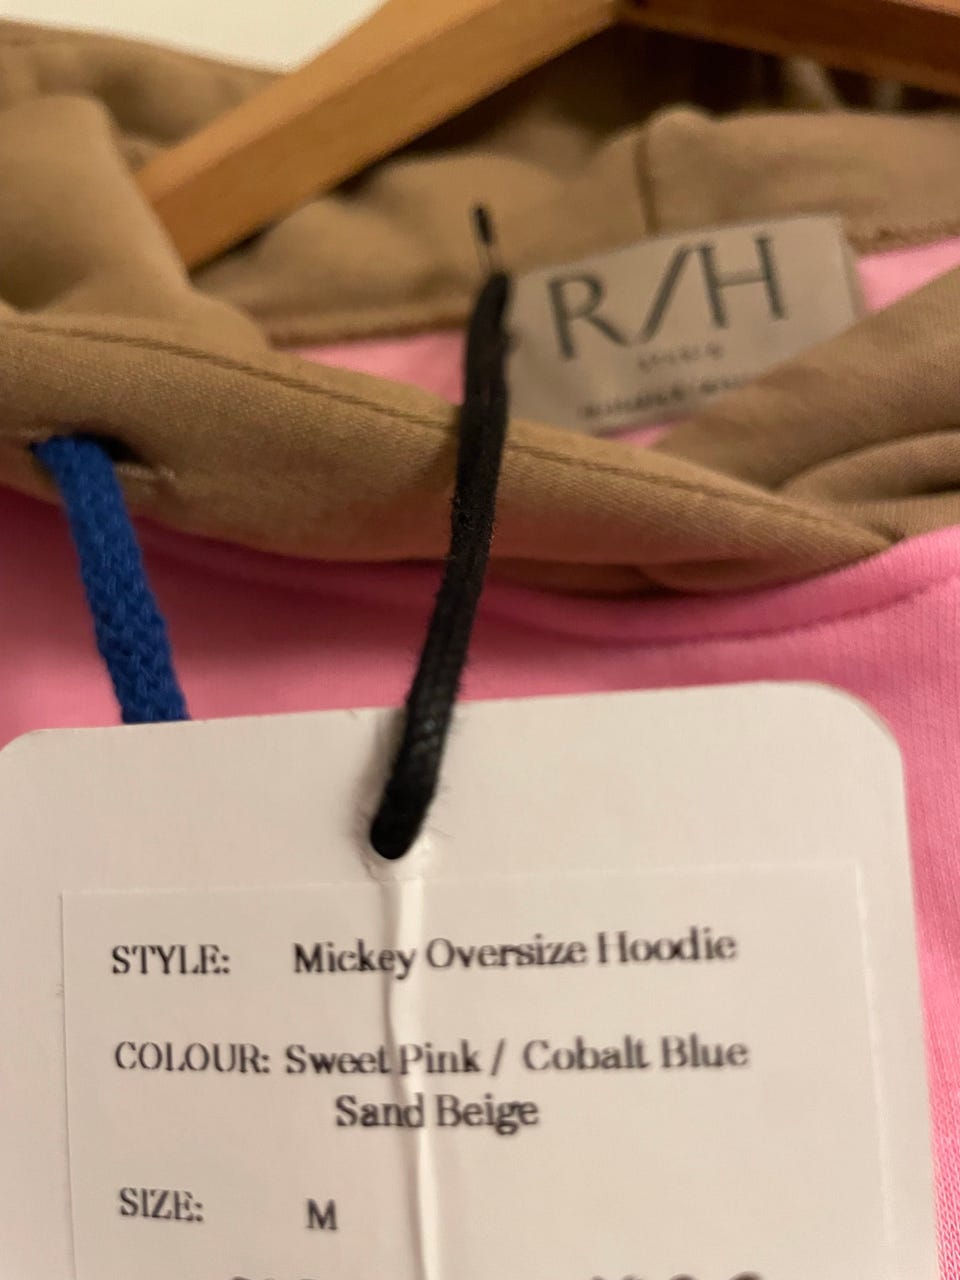 R/H
STYLE: Mickey Oversize Hoodie
COLOUR: Sweet Pink / Cobalt Blue
Sand Beige
SIZE: M